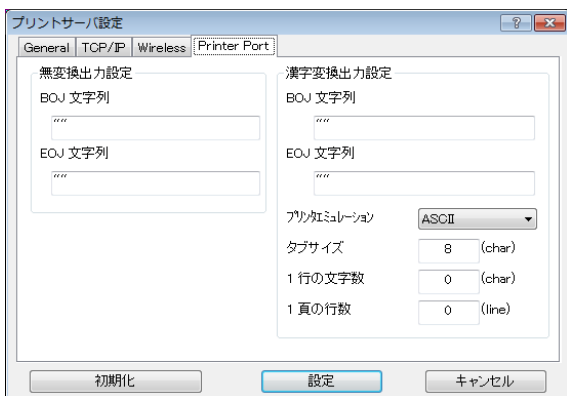 プリントサーバ設定
General TCP/IP Wireless Printer Port
無変換出力設定
BOJ 文字列
""
EOJ 文字列
""
漢字変換出力設定
BOJ 文字列
""
EOJ 文字列
""
プリンタエミュレーション ASCII
タブサイズ 8 (char)
1 行の文字数 0 (char)
1 頁の行数 0 (line)
初期化 設定 キャンセル